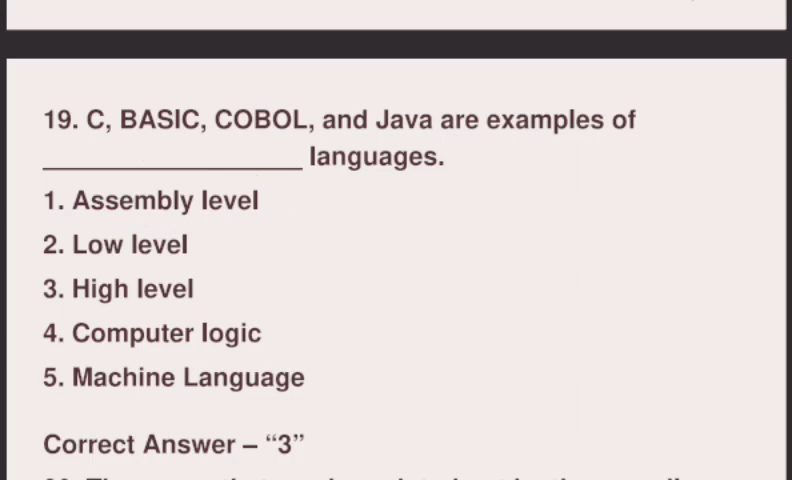 19. C, BASIC, COBOL, and Java are examples of
____________________ languages.
1. Assembly level
2. Low level
3. High level
4. Computer logic
5. Machine Language
Correct Answer – “3”